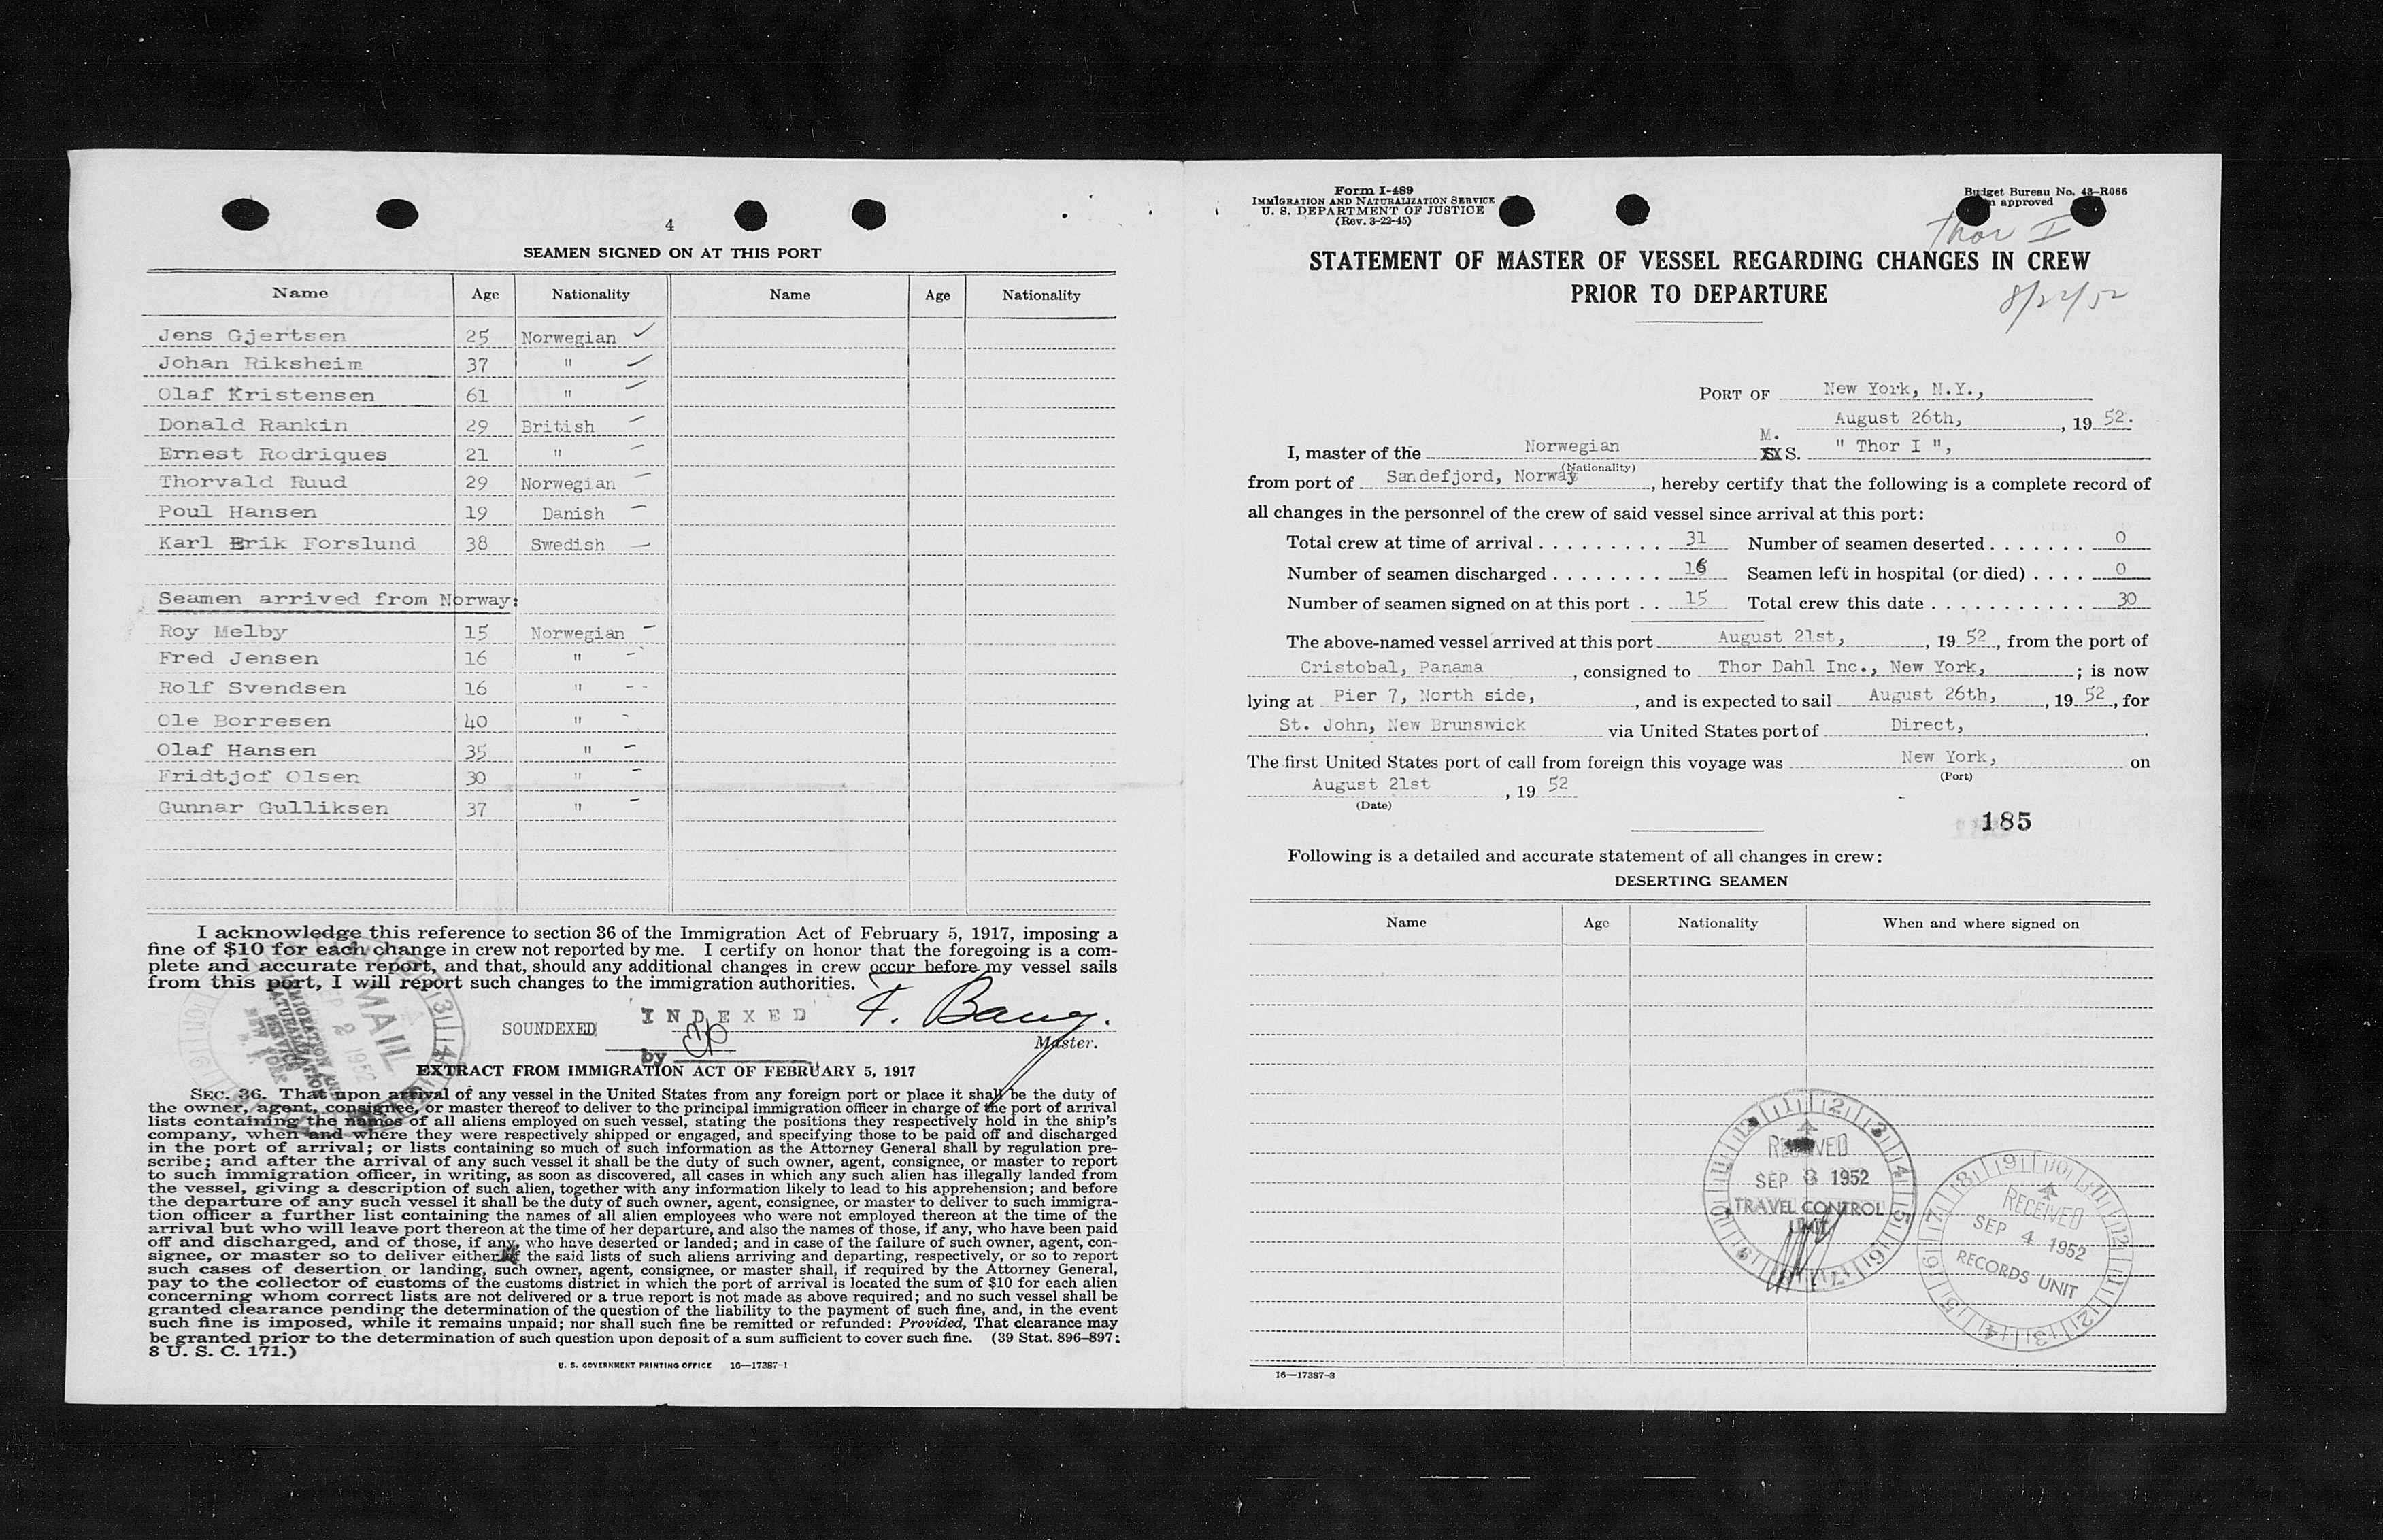 4
SEAMEN SIGNED ON AT THIS PORT
Name Age Nationality Name Age Nationality
Jens Gjertsen 25 Norwegian ✓
Johan Riksheim 37 "
Olaf Kristensen 61 "
Donald Rankin 29 British
Ernest Rodriques 21 "
Thorvald Ruud 29 Norwegian
Poul Hansen 19 Danish
Karl Erik Forslund 38 Swedish
Seamen arrived from Norway:
Roy Melby 15 Norwegian
Fred Jensen 16 "
Rolf Svendsen 16 "
Ole Borresen 40 "
Olaf Hansen 35 "
Fridtjof Olsen 30 "
Gunnar Gulliksen 37 "
I acknowledge this reference to section 36 of the Immigration Act of February 5, 1917, imposing a
fine of $10 for each change in crew not reported by me. I certify on honor that the foregoing is a com-
plete and accurate report, and that, should any additional changes in crew occur before my vessel sails
from this port, I will report such changes to the immigration authorities.
SOUNDEXED
INDEXED
by
F. Bang.
Master.
MAIL
SEP 2 1952
IMMIGRATION AND
NATURALIZATION
SERVICE
NEW YORK
N. Y.
EXTRACT FROM IMMIGRATION ACT OF FEBRUARY 5, 1917
SEC. 36. That upon arrival of any vessel in the United States from any foreign port or place it shall be the duty of
the owner, agent, consignee, or master thereof to deliver to the principal immigration officer in charge of the port of arrival
lists containing the names of all aliens employed on such vessel, stating the positions they respectively hold in the ship's
company, when and where they were respectively shipped or engaged, and specifying those to be paid off and discharged
in the port of arrival; or lists containing so much of such information as the Attorney General shall by regulation pre-
scribe; and after the arrival of any such vessel it shall be the duty of such owner, agent, consignee, or master to report
to such immigration officer, in writing, as soon as discovered, all cases in which any such alien has illegally landed from
the vessel, giving a description of such alien, together with any information likely to lead to his apprehension; and before
the departure of any such vessel it shall be the duty of such owner, agent, consignee, or master to deliver to such immigra-
tion officer a further list containing the names of all alien employees who were not employed thereon at the time of the
arrival but who will leave port thereon at the time of her departure, and also the names of those, if any, who have been paid
off and discharged, and of those, if any, who have deserted or landed; and in case of the failure of such owner, agent, con-
signee, or master so to deliver either of the said lists of such aliens arriving and departing, respectively, or so to report
such cases of desertion or landing, such owner, agent, consignee, or master shall, if required by the Attorney General,
pay to the collector of customs of the customs district in which the port of arrival is located the sum of $10 for each alien
concerning whom correct lists are not delivered or a true report is not made as above required; and no such vessel shall be
granted clearance pending the determination of the question of the liability to the payment of such fine, and, in the event
such fine is imposed, while it remains unpaid; nor shall such fine be remitted or refunded: Provided, That clearance may
be granted prior to the determination of such question upon deposit of a sum sufficient to cover such fine. (39 Stat. 896–897;
8 U. S. C. 171.)
U. S. GOVERNMENT PRINTING OFFICE 16—17387-1
Form I-489
IMMIGRATION AND NATURALIZATION SERVICE
U. S. DEPARTMENT OF JUSTICE
(Rev. 3-22-45)
Budget Bureau No. 43–R066
approved
Thor I
STATEMENT OF MASTER OF VESSEL REGARDING CHANGES IN CREW
PRIOR TO DEPARTURE
PORT OF New York, N.Y.,
August 26th, , 19 52.
I, master of the Norwegian M. S. " Thor I ",
(Nationality)
from port of Sandefjord, Norway , hereby certify that the following is a complete record of
all changes in the personnel of the crew of said vessel since arrival at this port:
Total crew at time of arrival . . . . . . . . . 31 Number of seamen deserted . . . . . . . 0
Number of seamen discharged . . . . . . . . 16 Seamen left in hospital (or died) . . . . 0
Number of seamen signed on at this port . . 15 Total crew this date . . . . . . . . . . . 30
The above-named vessel arrived at this port August 21st, , 19 52, from the port of
Cristobal, Panama , consigned to Thor Dahl Inc., New York, ; is now
lying at Pier 7, North side, , and is expected to sail August 26th, , 19 52, for
St. John, New Brunswick via United States port of Direct,
The first United States port of call from foreign this voyage was New York, on
(Port)
August 21st , 19 52
(Date)
185
Following is a detailed and accurate statement of all changes in crew:
DESERTING SEAMEN
Name Age Nationality When and where signed on
RECEIVED
SEP 3 1952
TRAVEL CONTROL
UNIT
RECEIVED
SEP 4 1952
RECORDS UNIT
16—17387-3